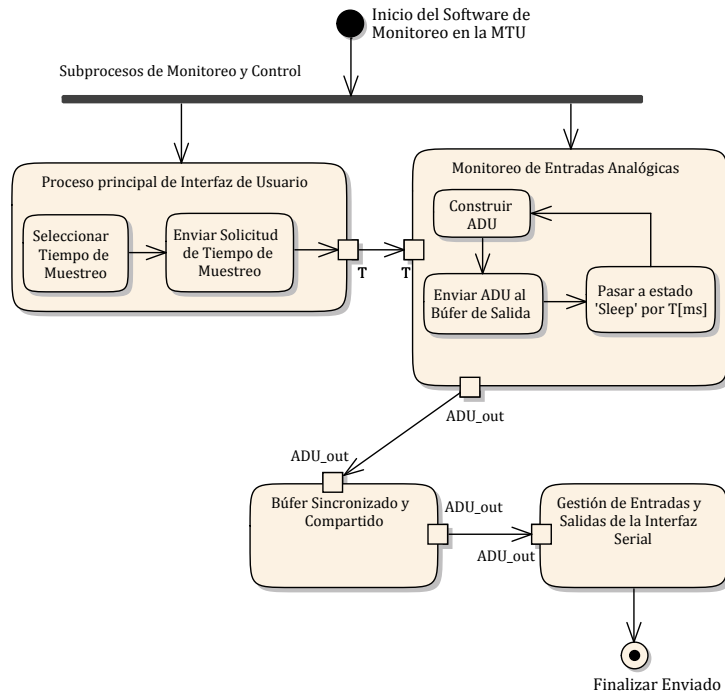 Inicio del Software de
Monitoreo en la MTU
Subprocesos de Monitoreo y Control
Proceso principal de Interfaz de Usuario
Seleccionar
Tiempo de
Muestreo
Enviar Solicitud
de Tiempo de
Muestreo
T
T
Monitoreo de Entradas Analógicas
Construir
ADU
Enviar ADU al
Búfer de Salida
Pasar a estado
'Sleep' por T[ms]
ADU_out
ADU_out
Búfer Sincronizado y
Compartido
ADU_out
ADU_out
Gestión de Entradas y
Salidas de la Interfaz
Serial
Finalizar Enviado